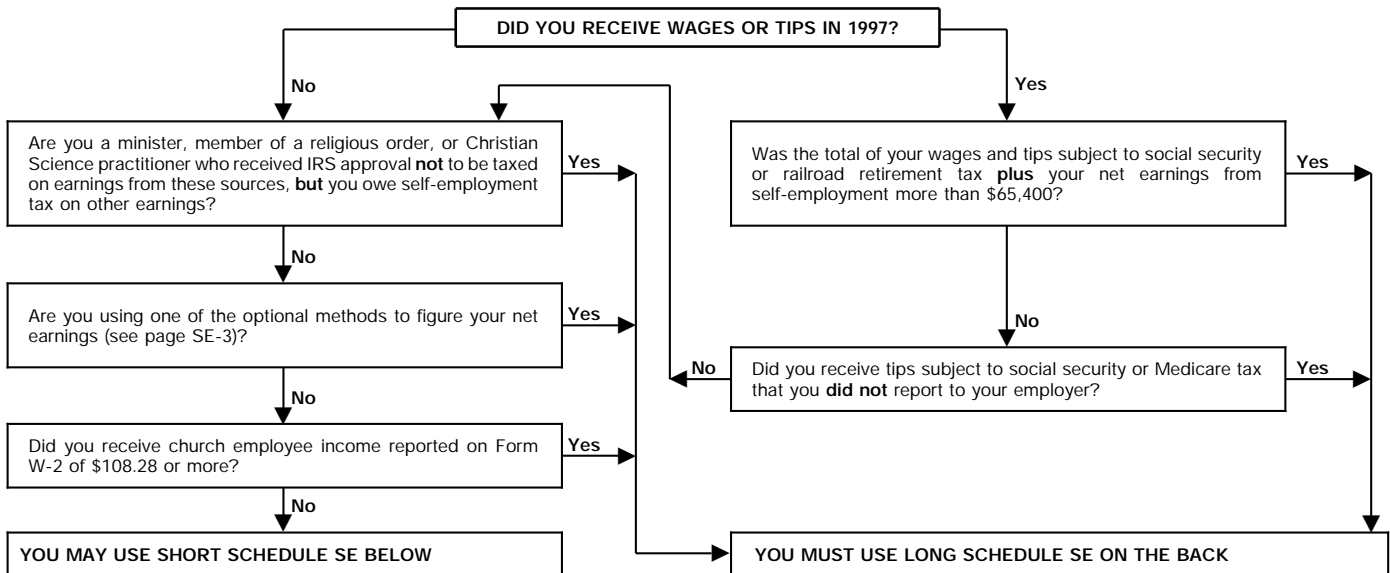 DID YOU RECEIVE WAGES OR TIPS IN 1997?
No
Yes
Are you a minister, member of a religious order, or Christian
Science practitioner who received IRS approval not to be taxed
on earnings from these sources, but you owe self-employment
tax on other earnings?
Yes
Was the total of your wages and tips subject to social security
or railroad retirement tax plus your net earnings from
self-employment more than $65,400?
Yes
No
Are you using one of the optional methods to figure your net
earnings (see page SE-3)?
Yes
No
No
Did you receive tips subject to social security or Medicare tax
that you did not report to your employer?
Yes
No
Did you receive church employee income reported on Form
W-2 of $108.28 or more?
Yes
No
YOU MAY USE SHORT SCHEDULE SE BELOW
YOU MUST USE LONG SCHEDULE SE ON THE BACK